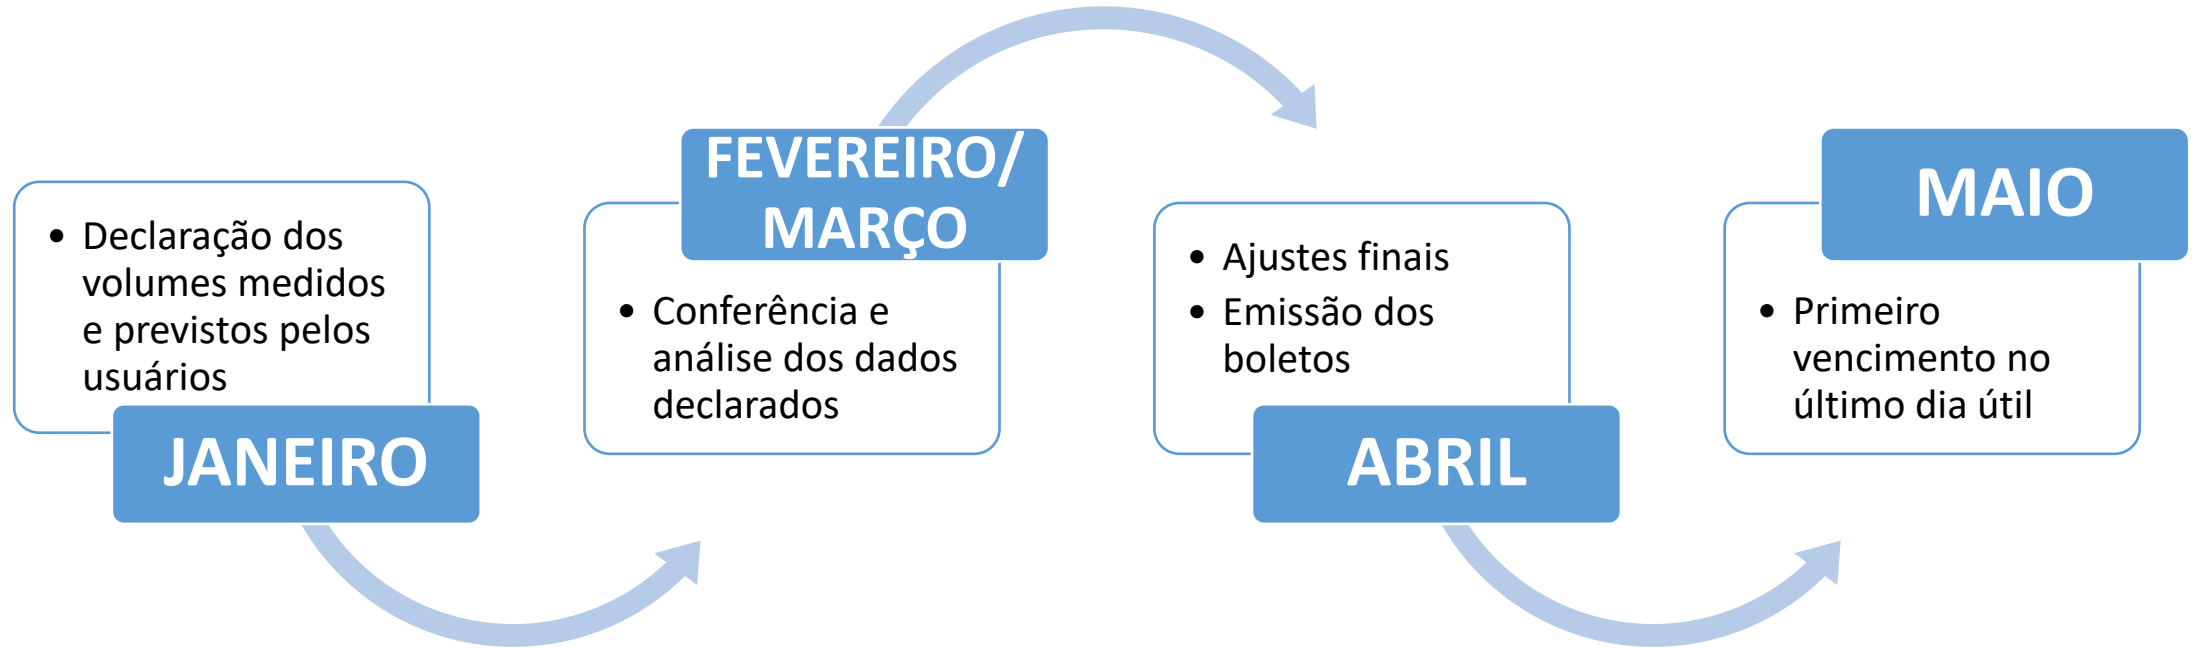 • Declaração dos
volumes medidos
e previstos pelos
usuários
JANEIRO
FEVEREIRO/
MARÇO
• Conferência e
análise dos dados
declarados
• Ajustes finais
• Emissão dos
boletos
ABRIL
MAIO
• Primeiro
vencimento no
último dia útil